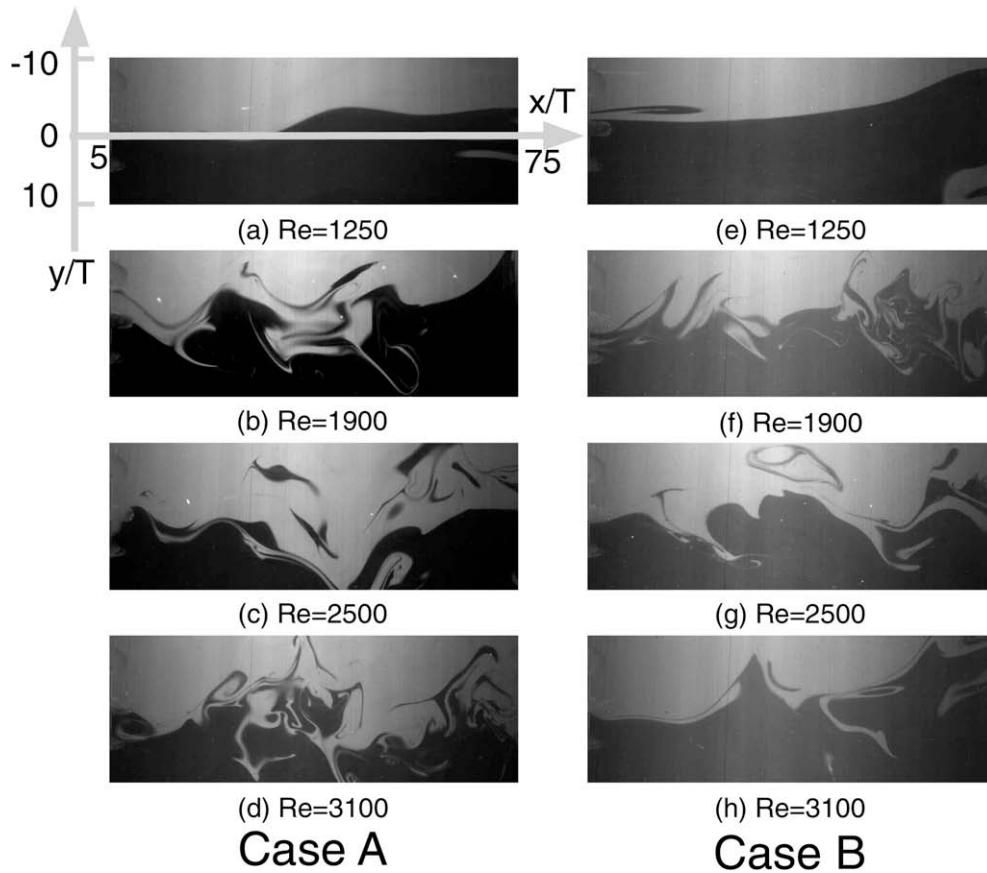 -10
x/T
0
5
75
10
(a) Re=1250
(e) Re=1250
y/T
(b) Re=1900
(f) Re=1900
(c) Re=2500
(g) Re=2500
(d) Re=3100
(h) Re=3100
Case A
Case B